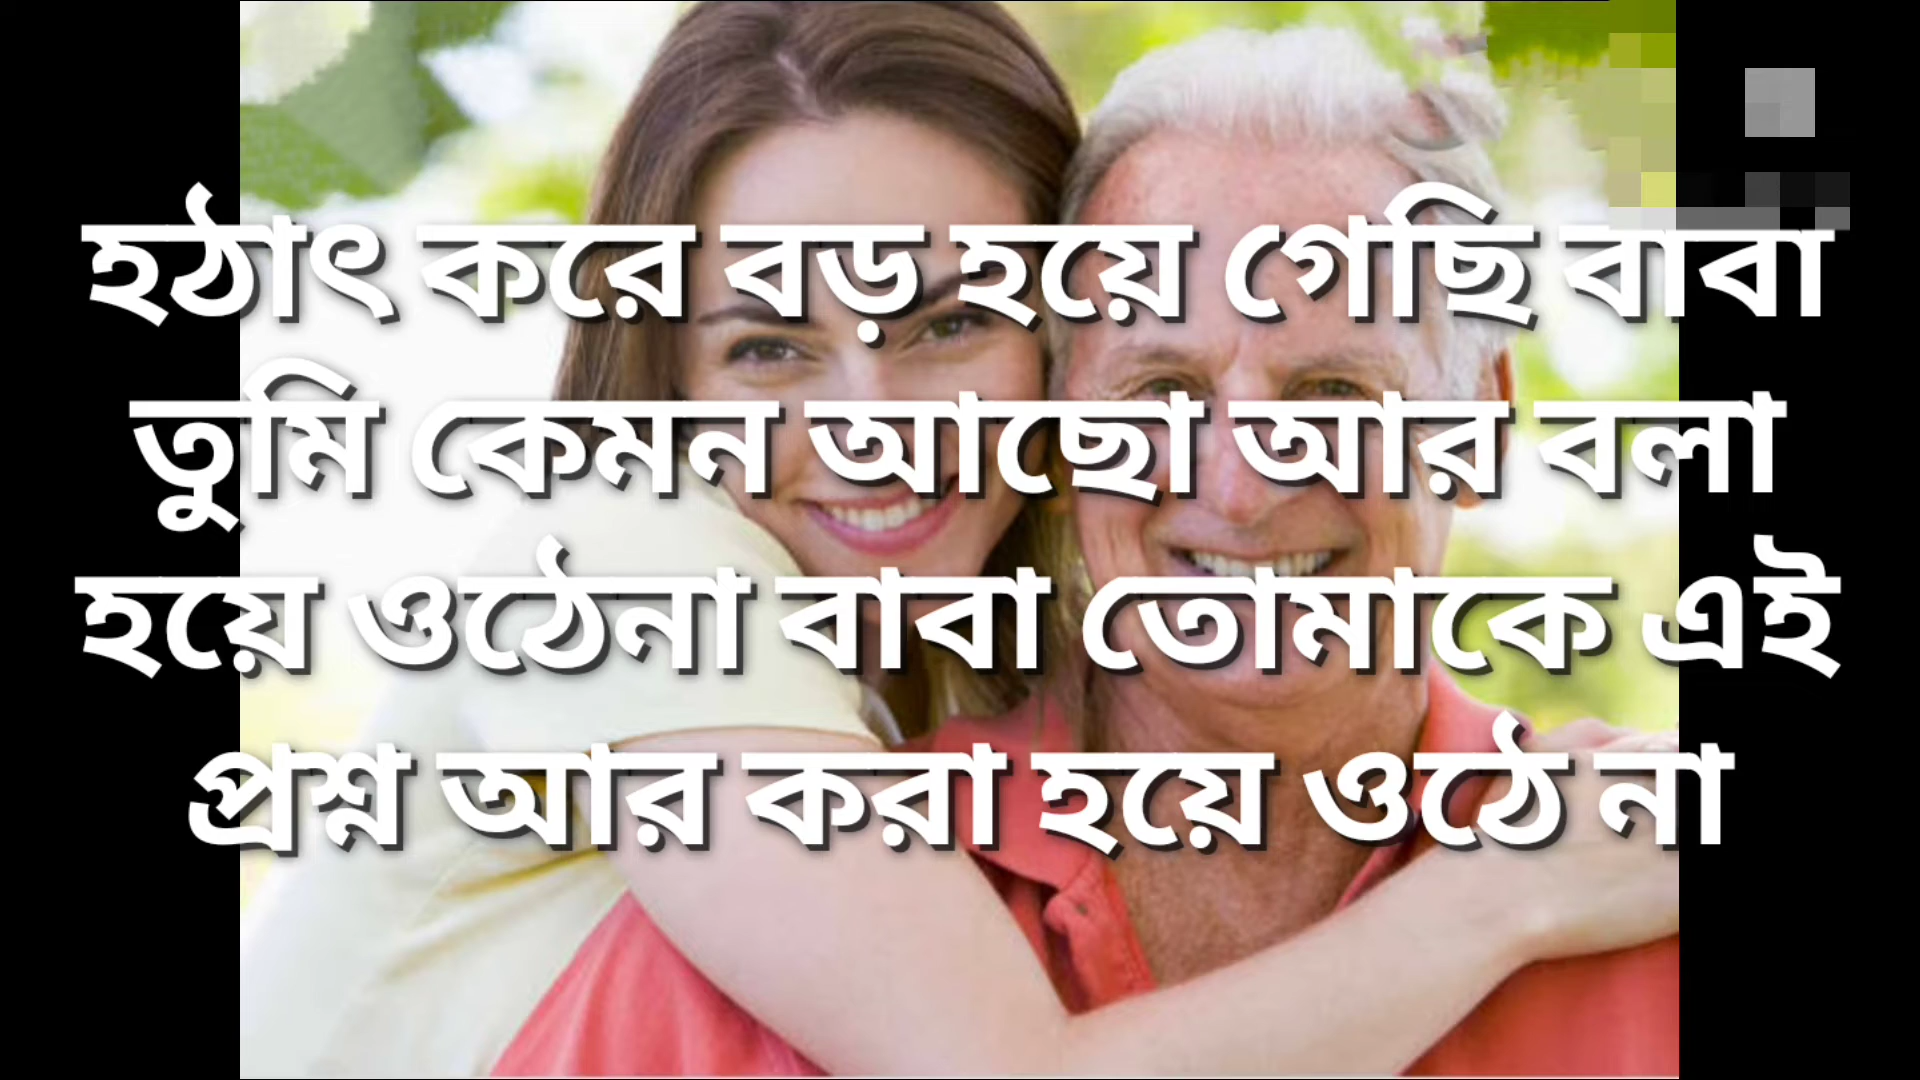 হঠাৎ করে বড় হয়ে গেছি বাবা
তুমি কেমন আছো আর বলা
হয়ে ওঠেনা বাবা তোমাকে এই
প্রশ্ন আর করা হয়ে ওঠে না